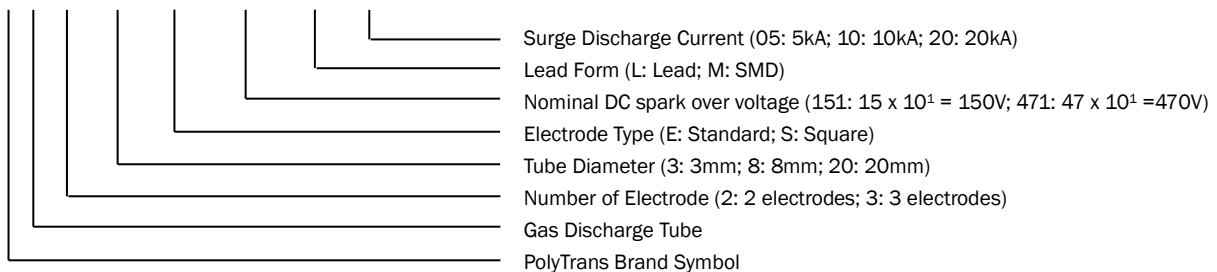 Surge Discharge Current (05: 5kA; 10: 10kA; 20: 20kA)
Lead Form (L: Lead; M: SMD)
Nominal DC spark over voltage (151: 15 x 10¹ = 150V; 471: 47 x 10¹ =470V)
Electrode Type (E: Standard; S: Square)
Tube Diameter (3: 3mm; 8: 8mm; 20: 20mm)
Number of Electrode (2: 2 electrodes; 3: 3 electrodes)
Gas Discharge Tube
PolyTrans Brand Symbol